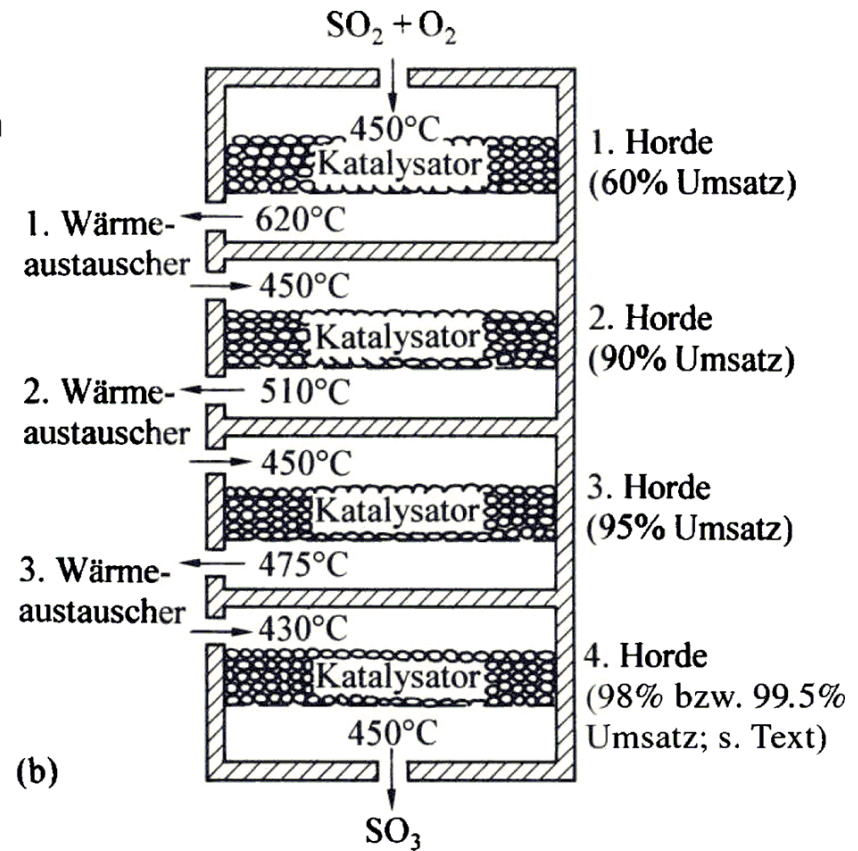 SO₂ + O₂
450°C
Katalysator
1. Horde
(60% Umsatz)
620°C
1. Wärme-
austauscher
450°C
Katalysator
2. Horde
(90% Umsatz)
510°C
2. Wärme-
austauscher
450°C
Katalysator
3. Horde
(95% Umsatz)
475°C
3. Wärme-
austauscher
430°C
Katalysator
4. Horde
(98% bzw. 99.5%
Umsatz; s. Text)
450°C
(b)
SO₃